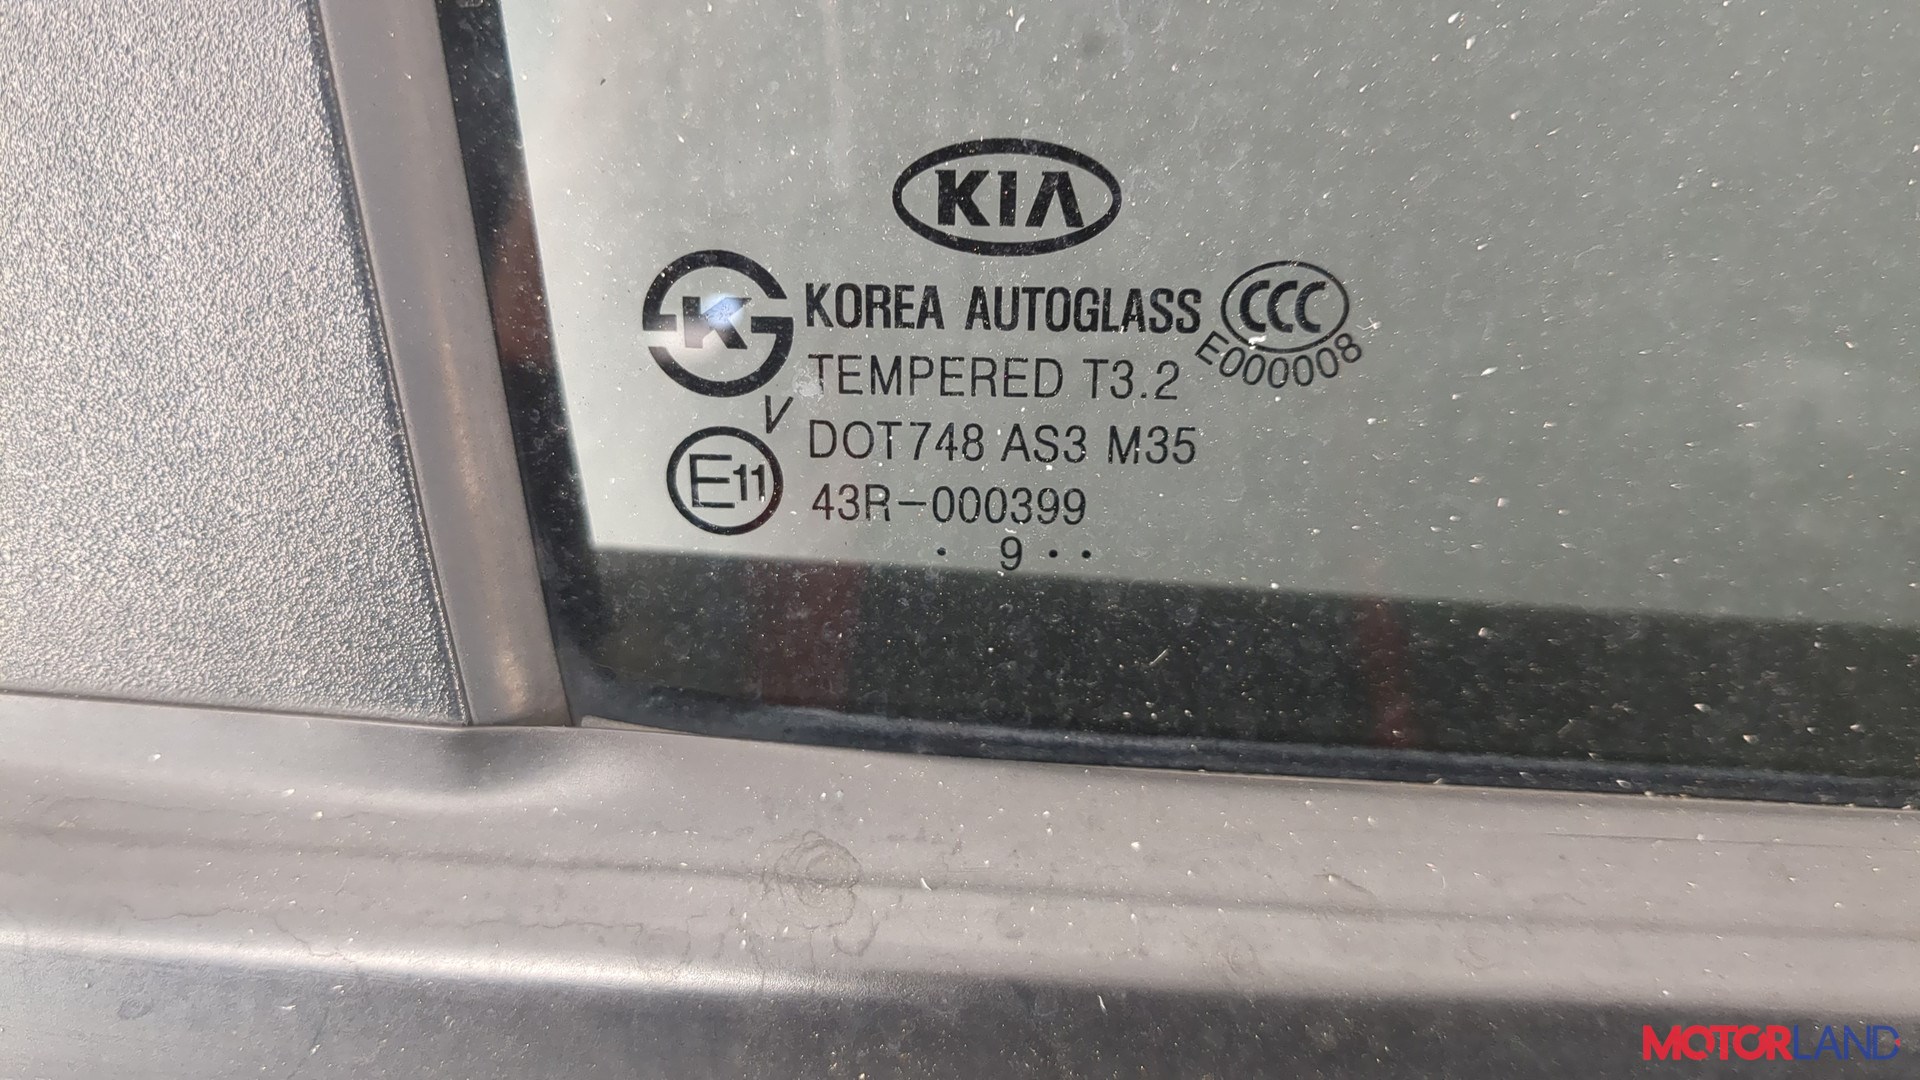 KIA
K KOREA AUTOGLASS CCC
E000008
TEMPERED T3.2
V
DOT748 AS3 M35
E11 43R-000399
· 9 · ·
MOTORLAND